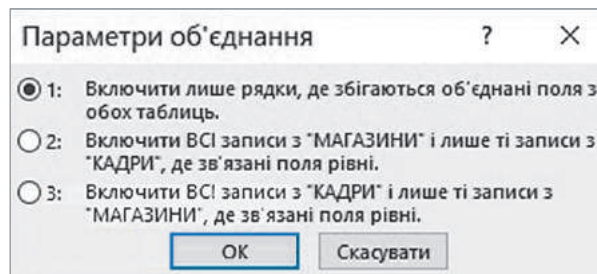 Параметри об'єднання ? ×
1: Включити лише рядки, де збігаються об'єднані поля з
обох таблиць.
2: Включити ВСІ записи з "МАГАЗИНИ" і лише ті записи з
"КАДРИ", де зв'язані поля рівні.
3: Включити ВСІ записи з "КАДРИ" і лише ті записи з
"МАГАЗИНИ", де зв'язані поля рівні.
ОК Скасувати